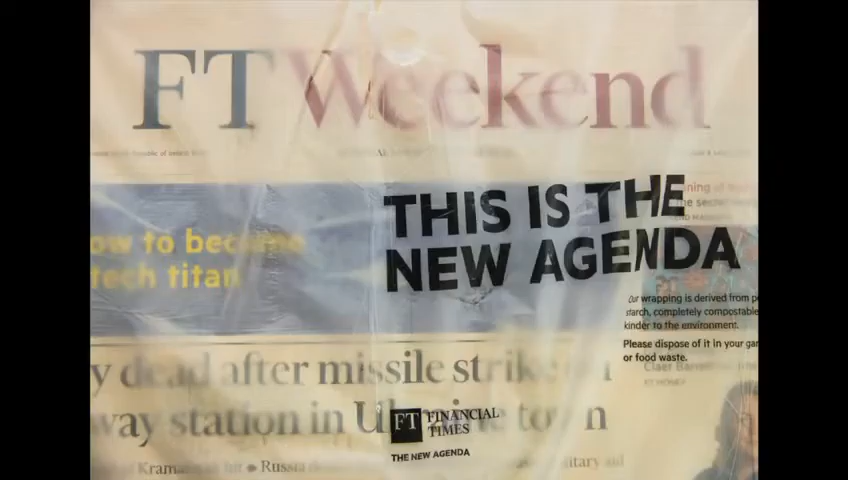 FT Weekend
THIS IS THE
NEW AGENDA
ow to become
tech titan
Our wrapping is derived from
starch, completely compostable
kinder to the environment.
Please dispose of it in your
or food waste.
y dead after missile strike
way station in Ukraine town
FT FINANCIAL
TIMES
THE NEW AGENDA
Russia